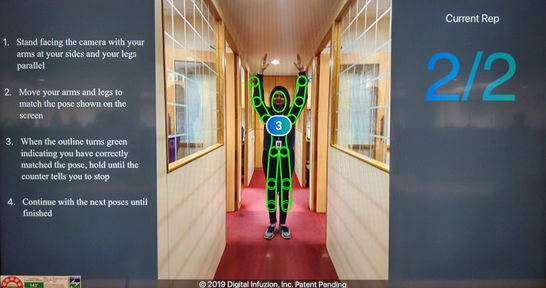 Current Rep
2/2
1. Stand facing the camera with your
arms at your sides and your legs
parallel
2. Move your arms and legs to
match the pose shown on the
screen
3. When the outline turns green
indicating you have correctly
matched the pose, hold until the
counter tells you to stop
4. Continue with the next poses until
finished
3
© 2019 Digital Infuzion, Inc. Patent Pending